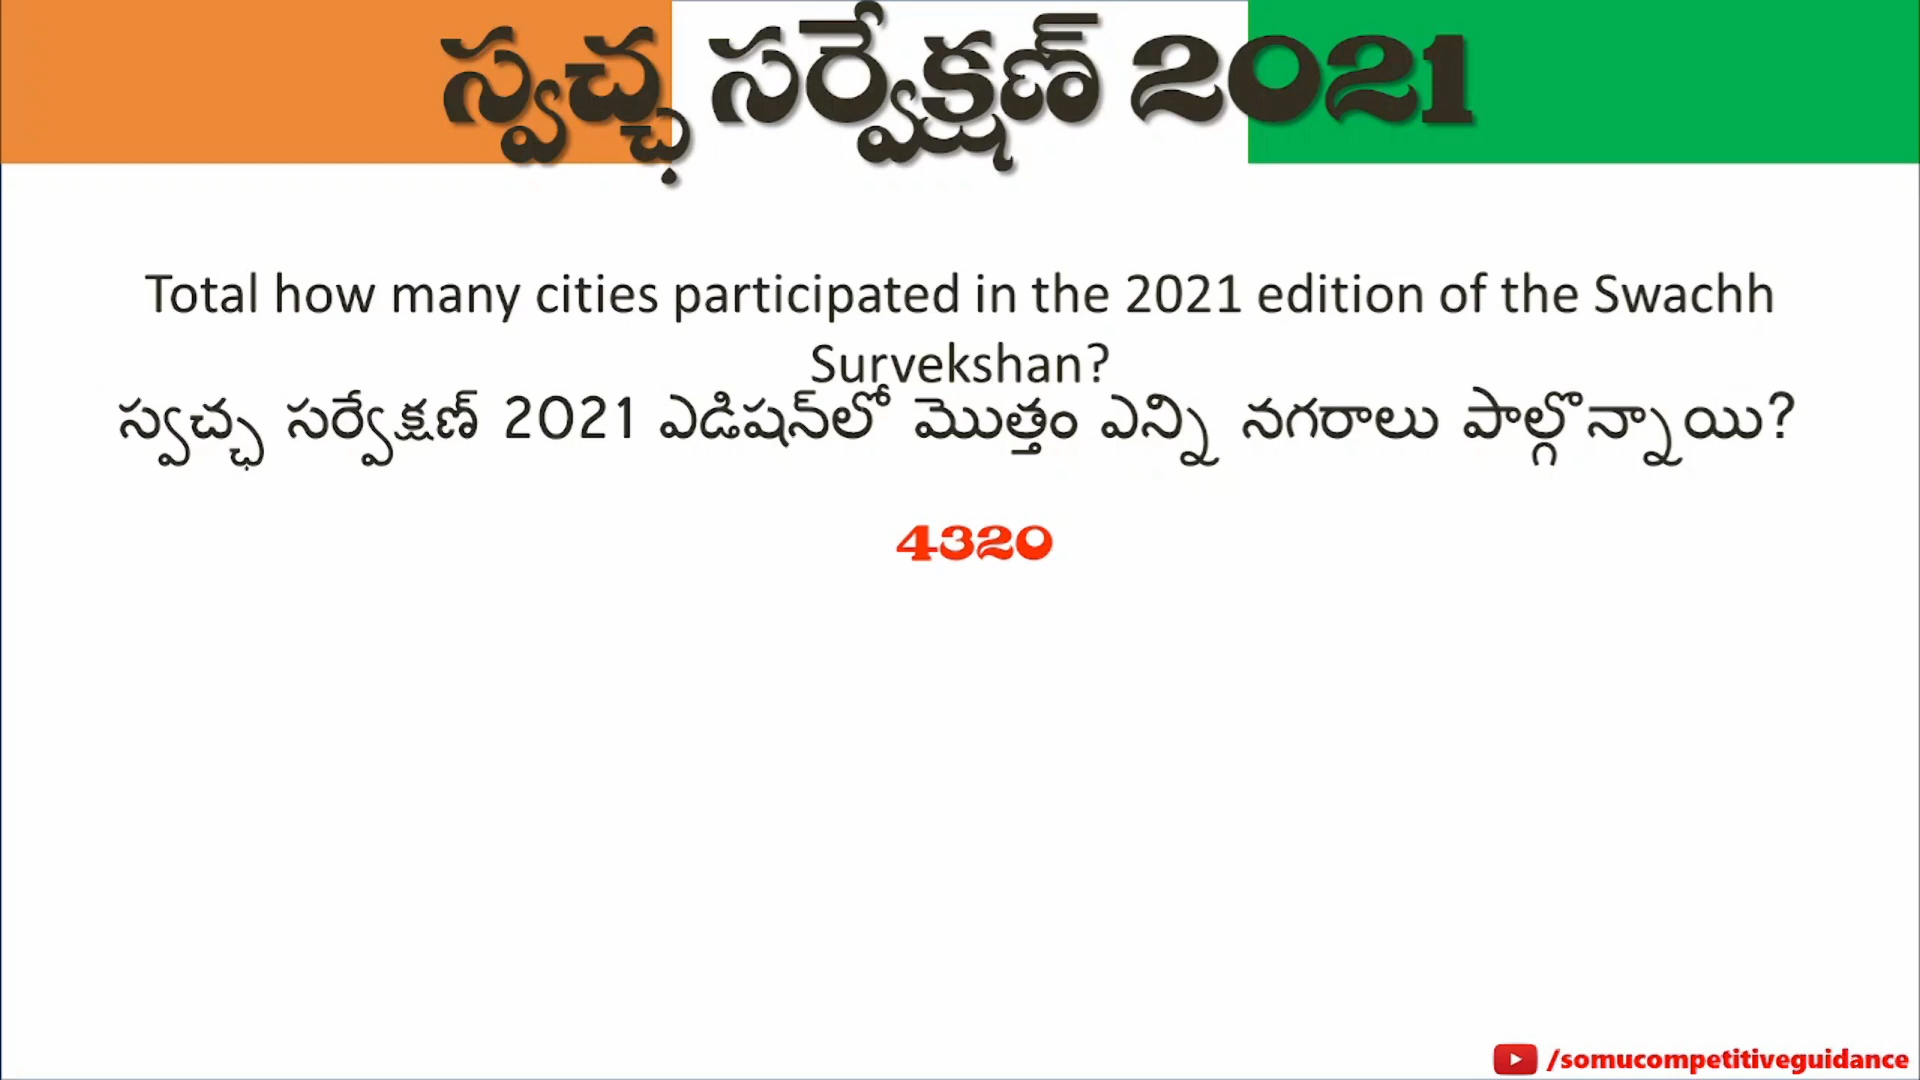 స్వచ్ఛ సర్వేక్షణ్ 2021
Total how many cities participated in the 2021 edition of the Swachh
Survekshan?
స్వచ్ఛ సర్వేక్షణ్ 2021 ఎడిషన్‌లో మొత్తం ఎన్ని నగరాలు పాల్గొన్నాయి?
4320
/somucompetitiveguidance